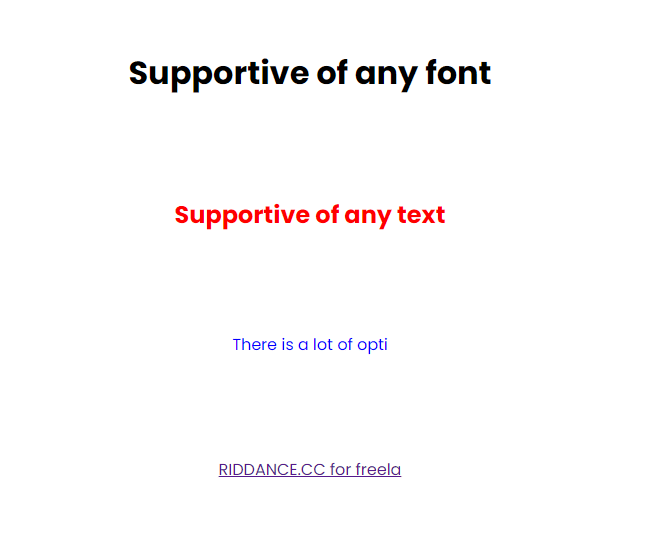 Supportive of any font
Supportive of any text
There is a lot of opti
RIDDANCE.CC for freela